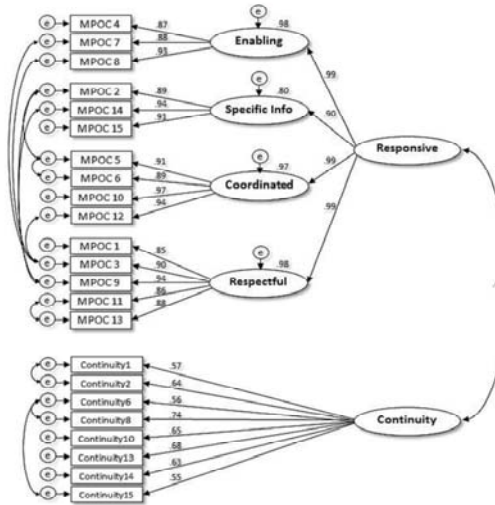 e MPOC 4 .87 e .98
e MPOC 7 .88 Enabling
e MPOC 8 .93
.99
e MPOC 2 .89 e .80
e MPOC 14 .94 Specific Info .90
e MPOC 15 .91
Responsive
e MPOC 5 .91 e .97 .99
e MPOC 6 .89 Coordinated
e MPOC 10 .97
e MPOC 12 .94
.99
e MPOC 1 .85
e MPOC 3 .90 e .98
e MPOC 9 .94 Respectful
e MPOC 11 .86
e MPOC 13 .88
e Continuity1 .57
e Continuity2 .64
e Continuity6 .56
e Continuity8 .74 Continuity
e Continuity10 .65
e Continuity13 .68
e Continuity14 .63
e Continuity15 .55